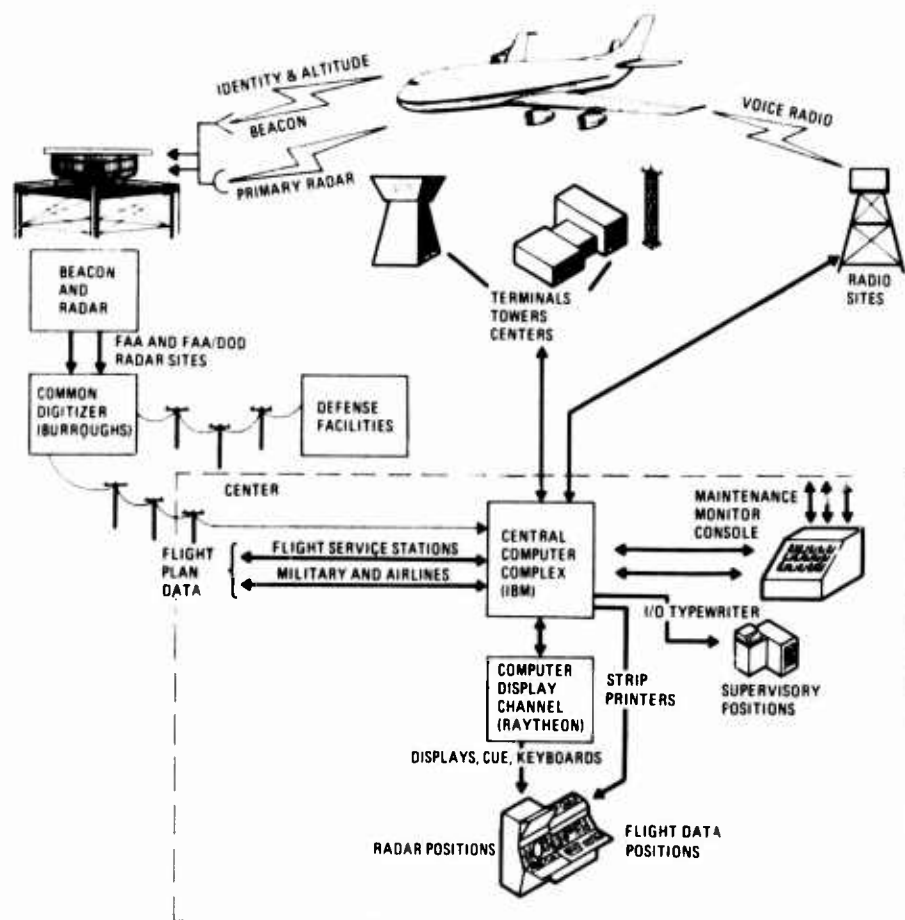 IDENTITY & ALTITUDE
BEACON
PRIMARY RADAR
VOICE RADIO
BEACON
AND
RADAR
RADIO
SITES
TERMINALS
TOWERS
CENTERS
FAA AND FAA/DOD
RADAR SITES
COMMON
DIGITIZER
(BURROUGHS)
DEFENSE
FACILITIES
CENTER
MAINTENANCE
MONITOR
CONSOLE
CENTRAL
COMPUTER
COMPLEX
(IBM)
FLIGHT
PLAN
DATA
FLIGHT SERVICE STATIONS
MILITARY AND AIRLINES
I/O TYPEWRITER
COMPUTER
DISPLAY
CHANNEL
(RAYTHEON)
STRIP
PRINTERS
SUPERVISORY
POSITIONS
DISPLAYS, CUE, KEYBOARDS
RADAR POSITIONS
FLIGHT DATA
POSITIONS